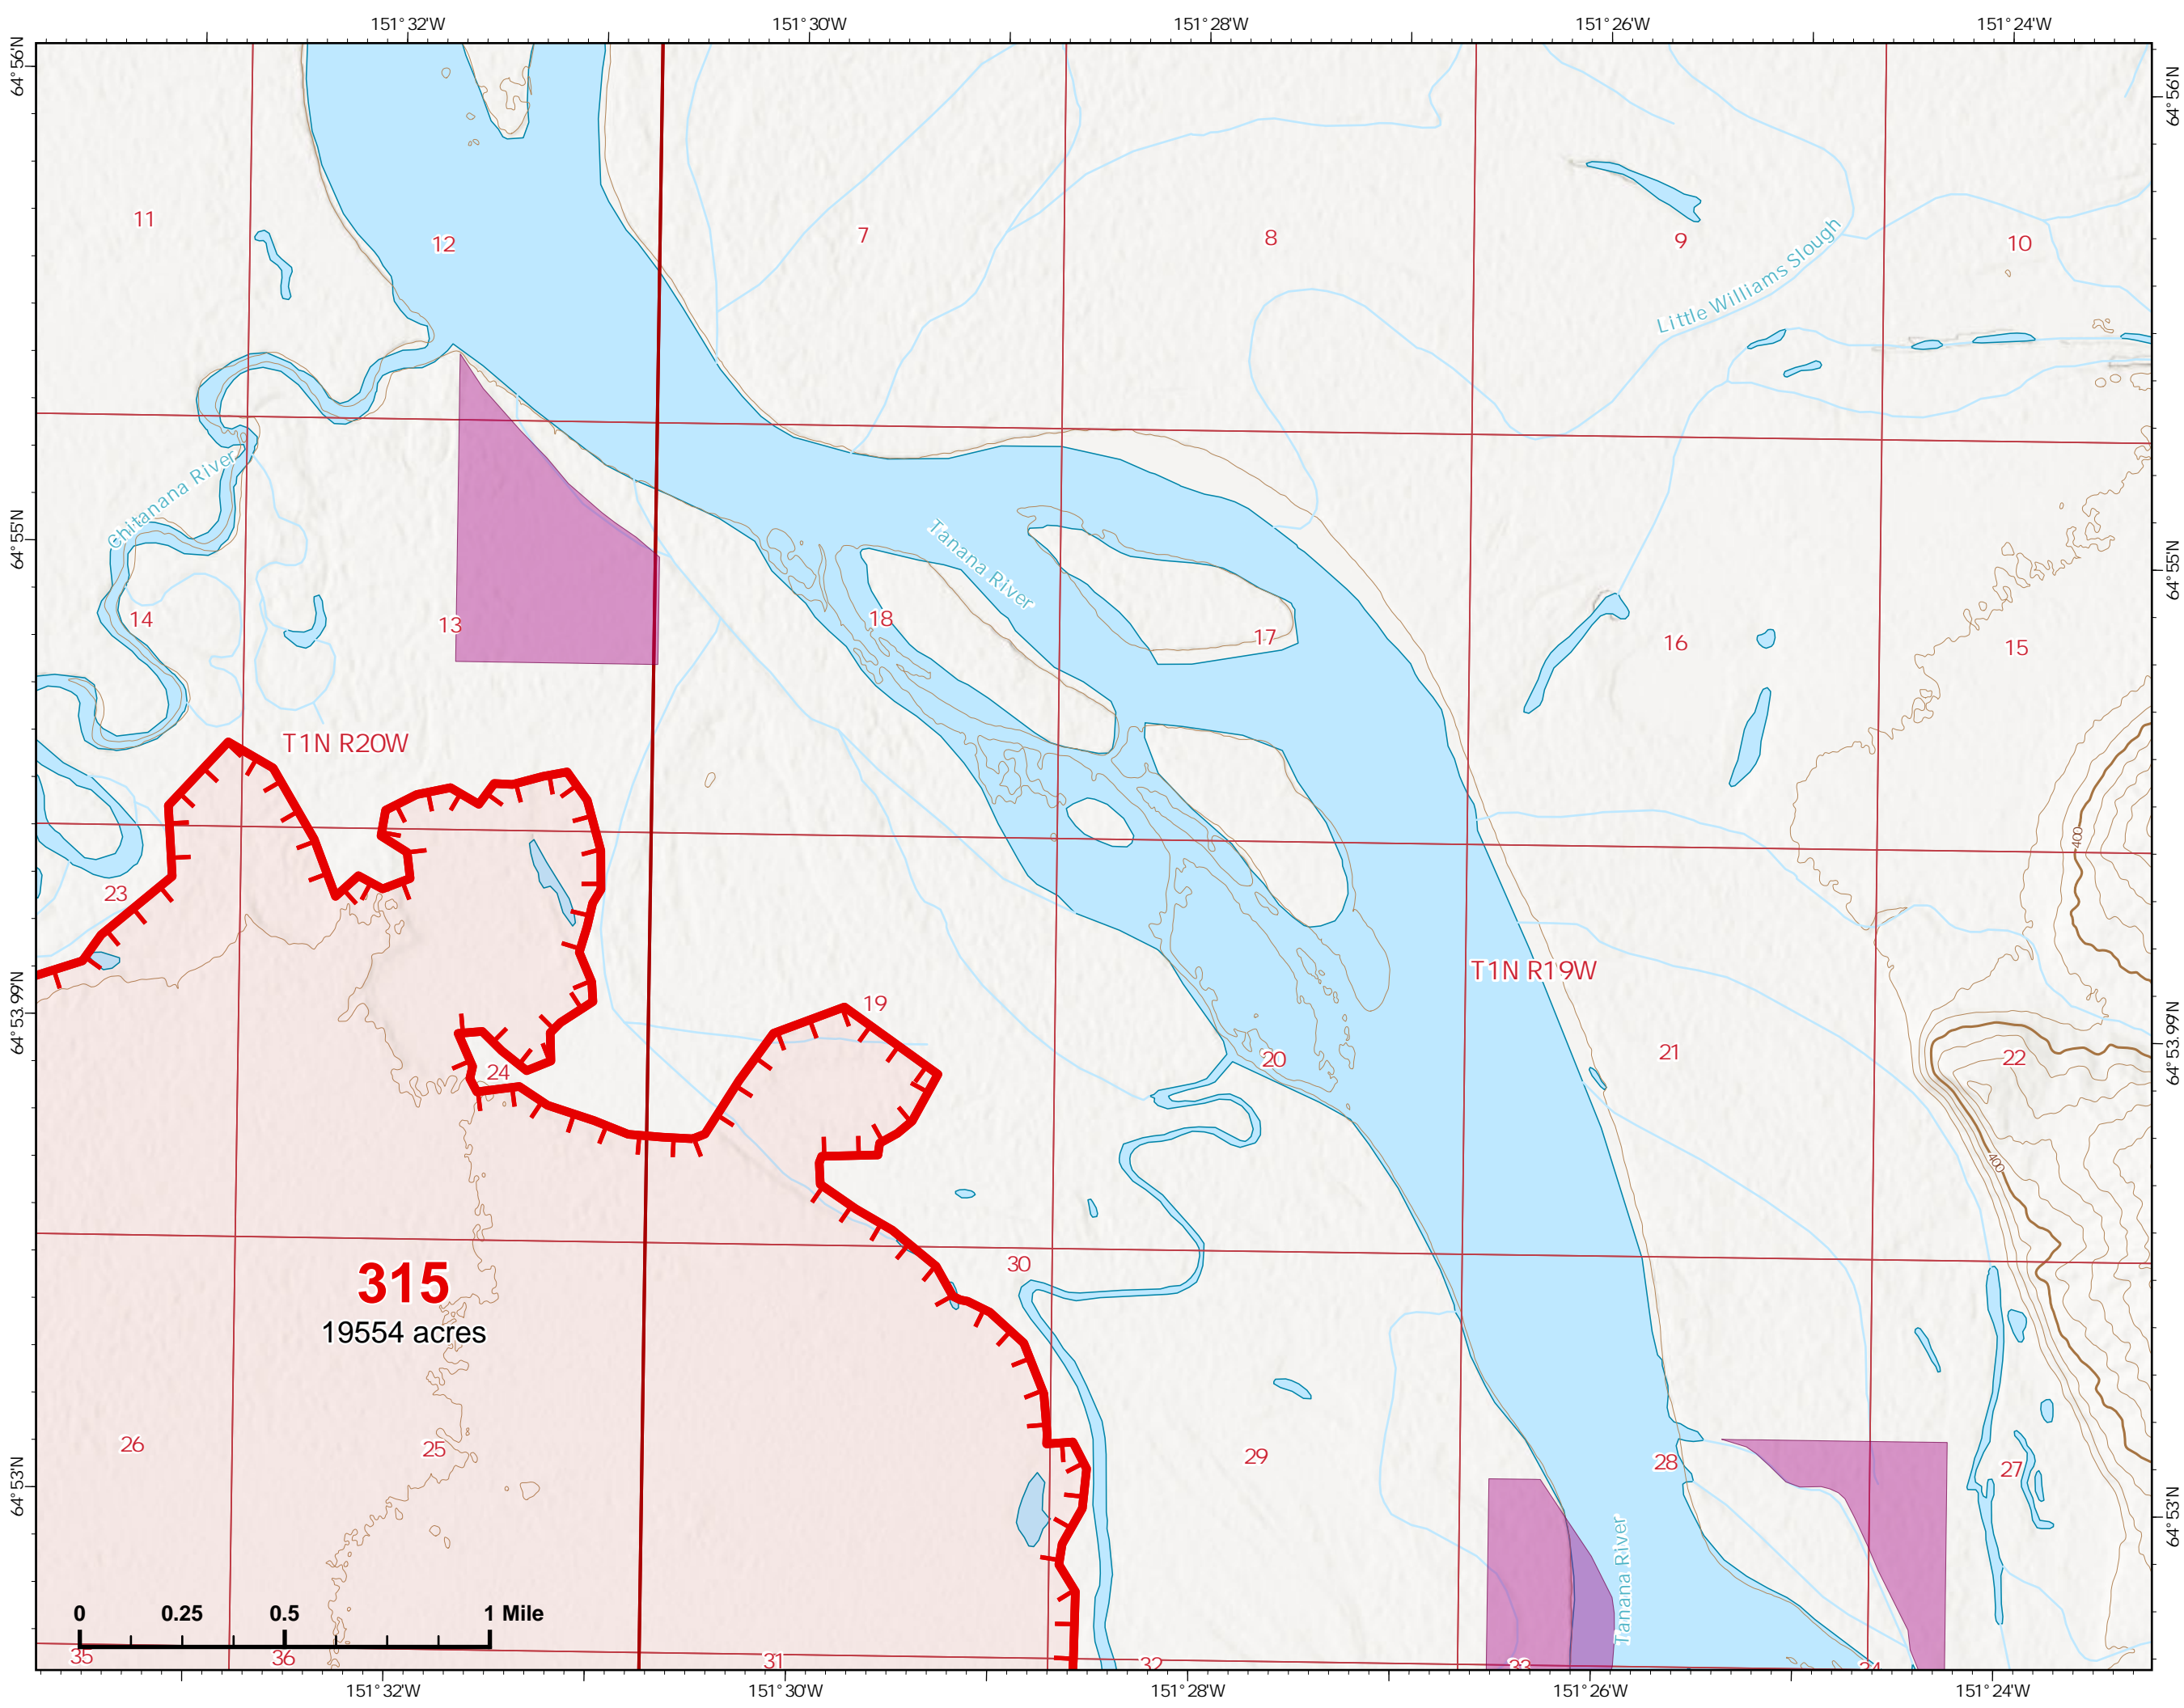 151°32'W 151°30'W 151°28'W 151°26'W 151°24'W
64°56'N
64°56'N
11
12
7
8
9
10
Little Williams Slough
Chitanana River
64°55'N
64°55'N
Tanana River
14
13
18
17
16
15
T1N R20W
400
23
19
T1N R19W
64°53.99'N
64°53.99'N
24
20
21
22
400
30
315
19554 acres
26
25
29
28
27
64°53'N
64°53'N
Tanana River
0 0.25 0.5 1 Mile
35
36
31
32
33
34
151°32'W 151°30'W 151°28'W 151°26'W 151°24'W